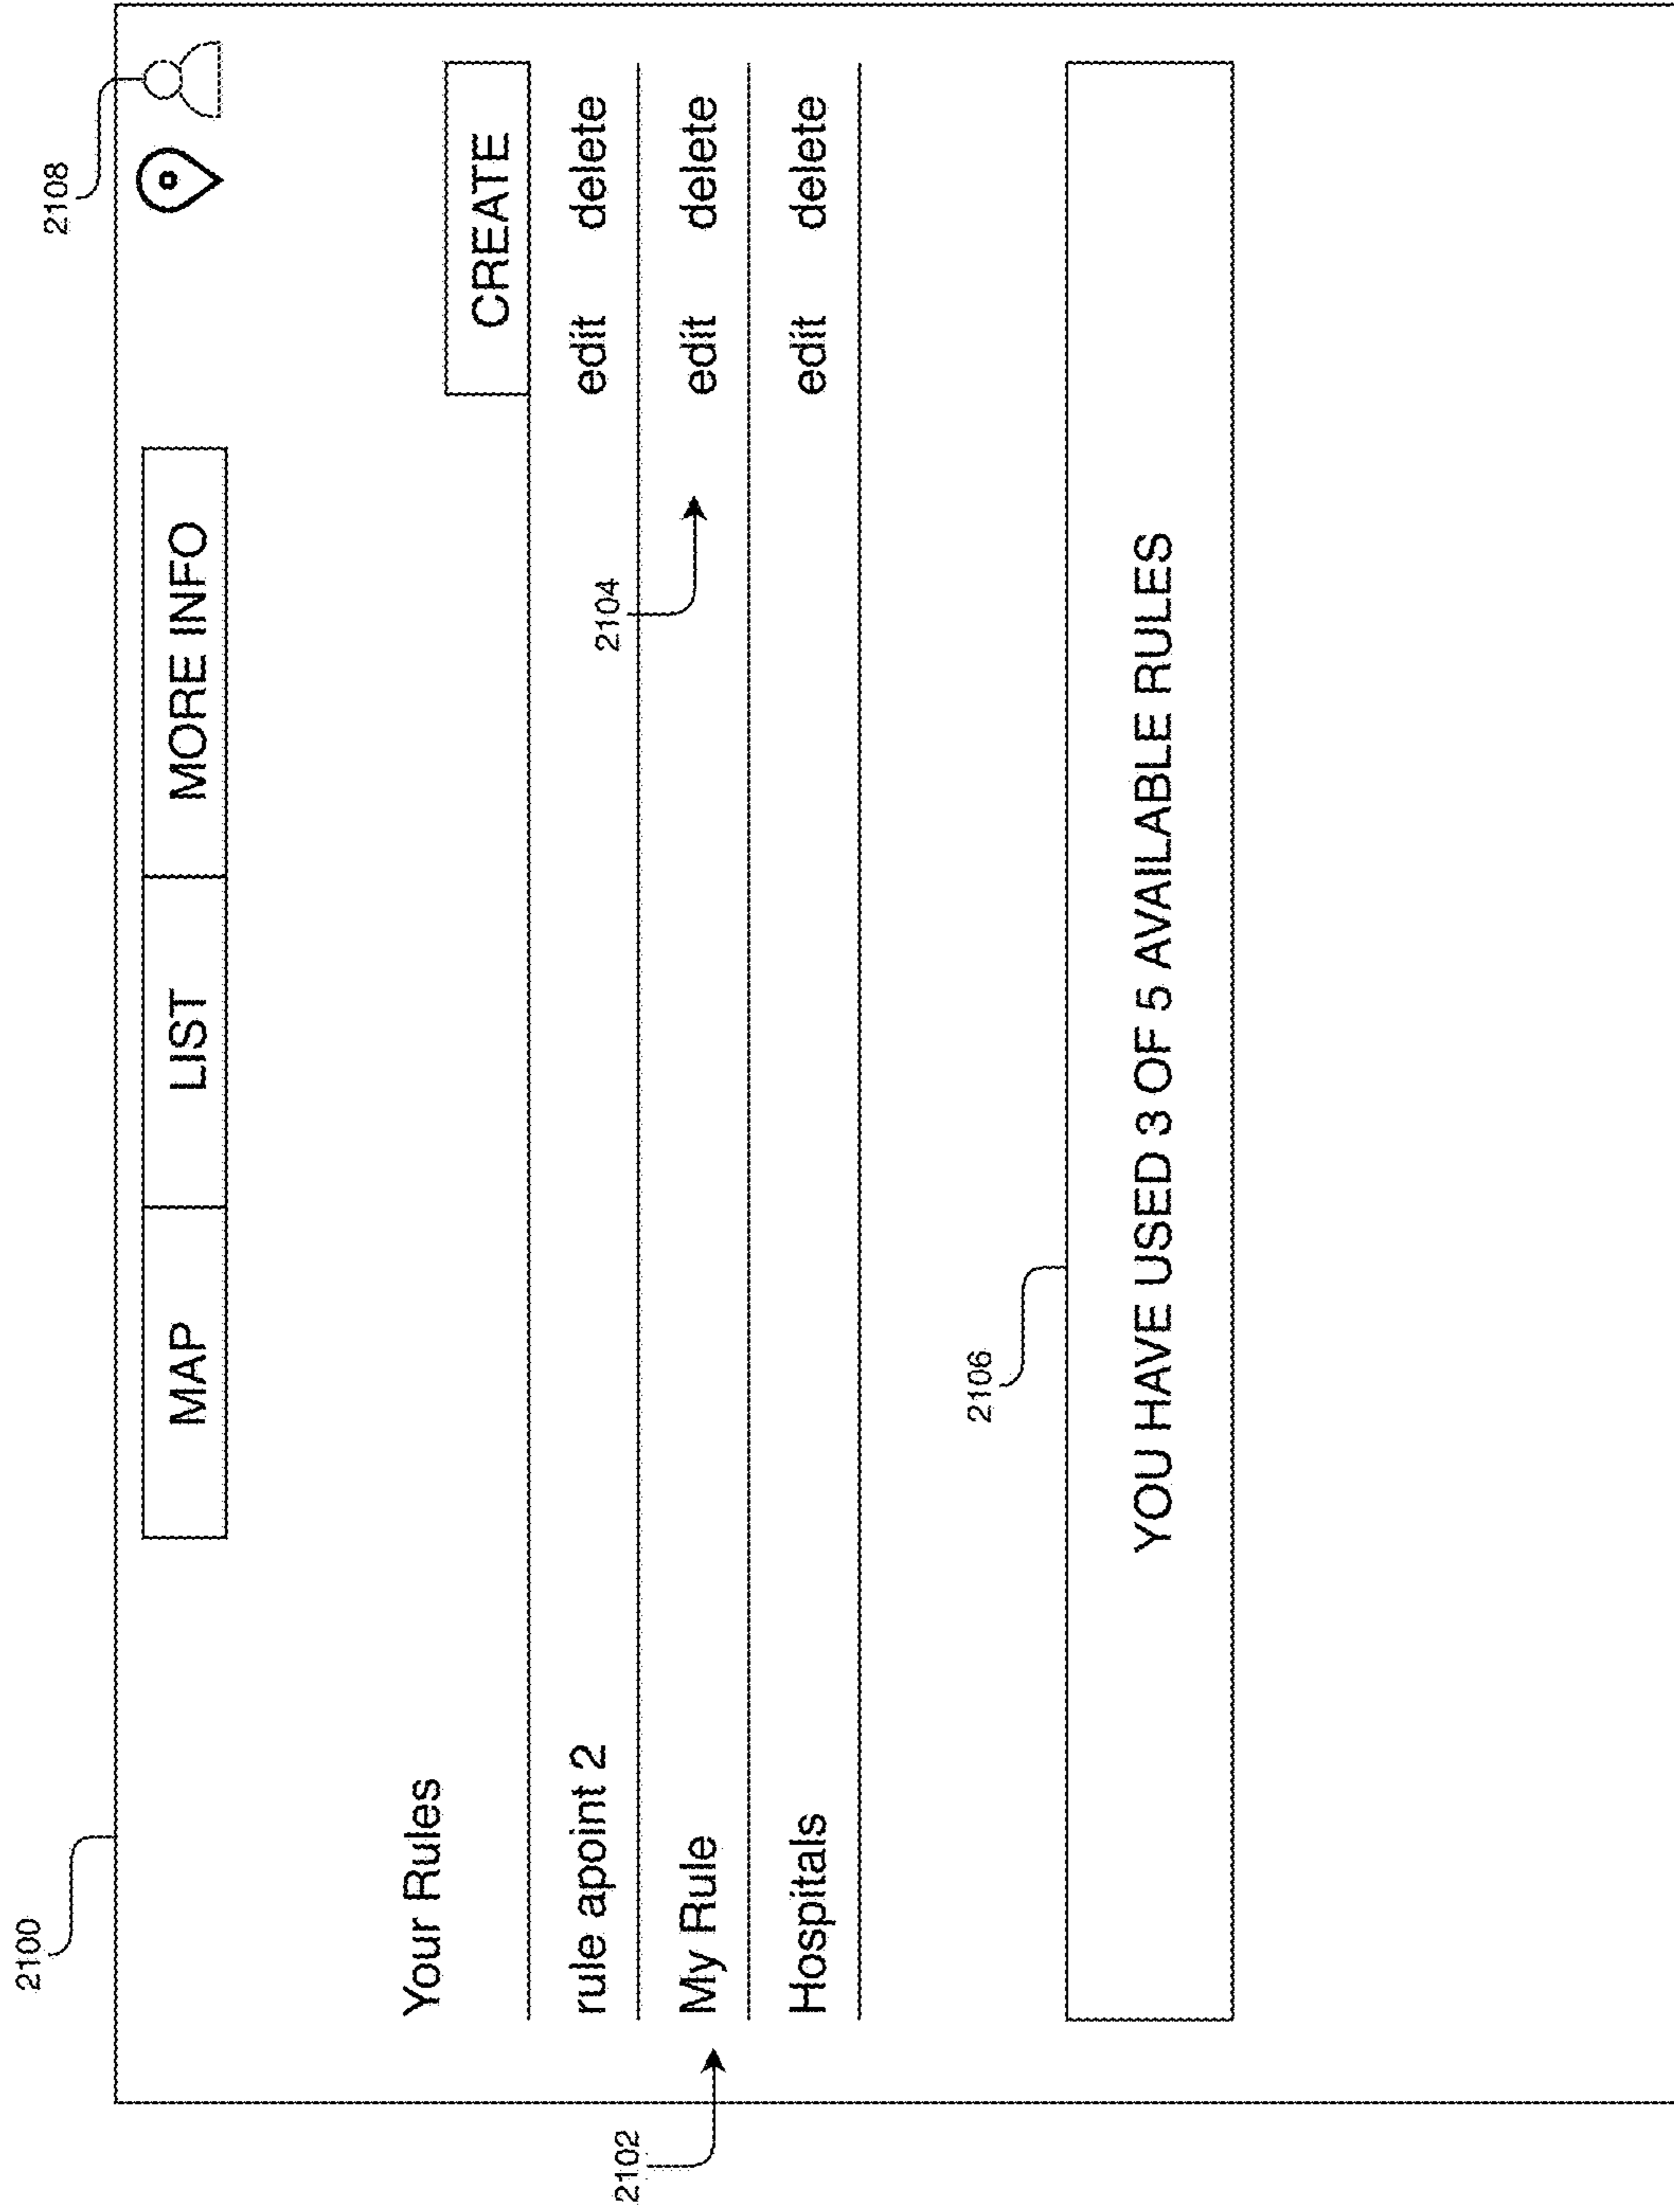 2108
2100
MAP LIST MORE INFO
Your Rules
CREATE
rule apoint 2 edit delete
2104
2102
My Rule edit delete
Hospitals edit delete
2106
YOU HAVE USED 3 OF 5 AVAILABLE RULES